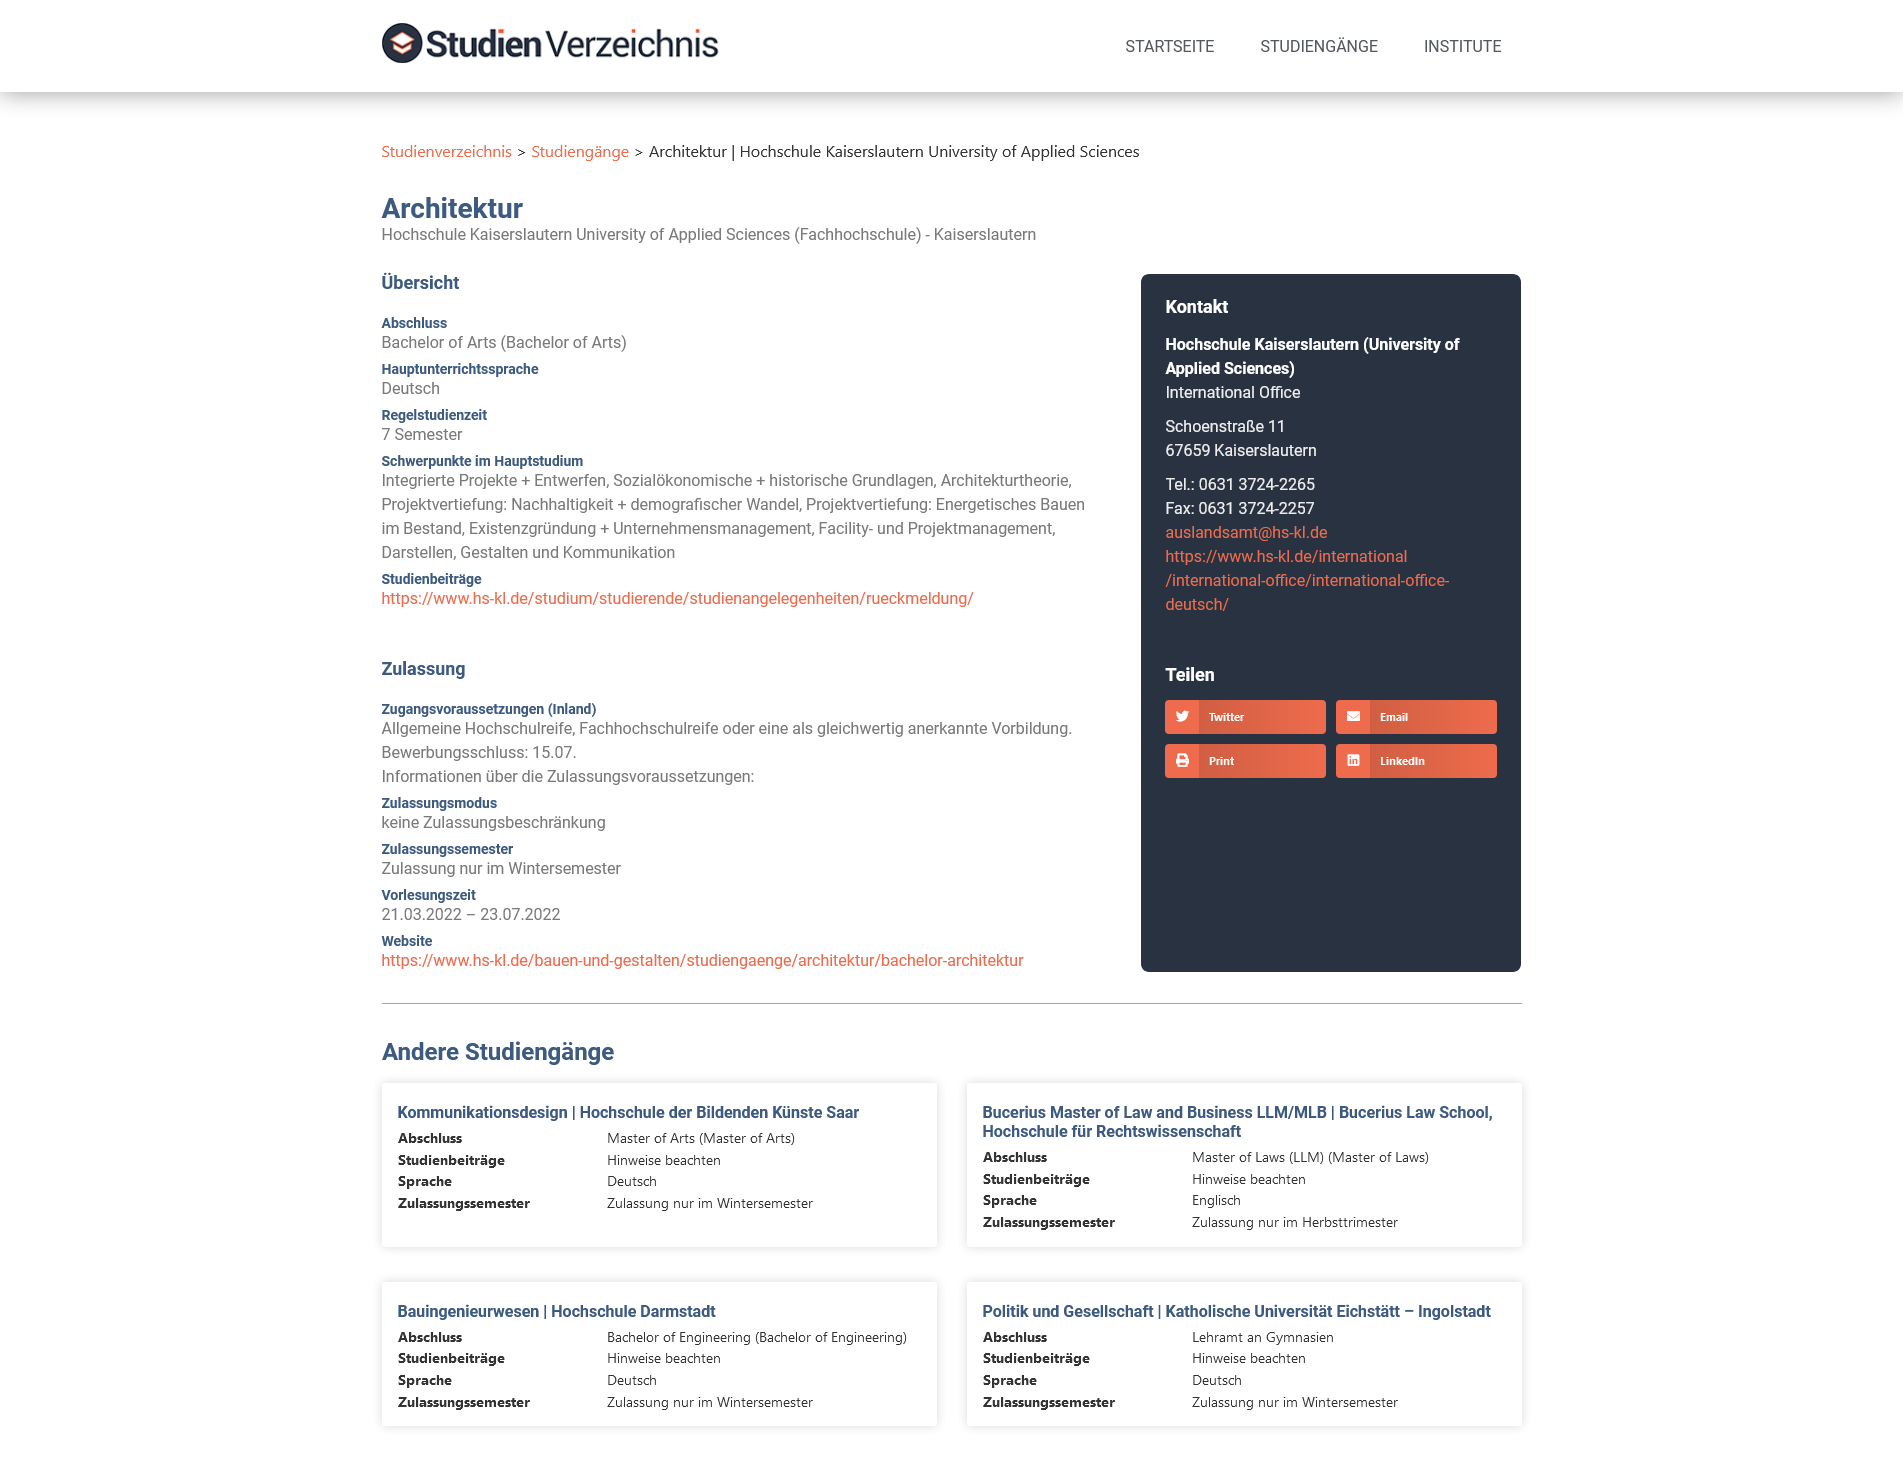 Studien Verzeichnis
STARTSEITE
STUDIENGÄNGE
INSTITUTE
Studienverzeichnis > Studiengänge > Architektur | Hochschule Kaiserslautern University of Applied Sciences
Architektur
Hochschule Kaiserslautern University of Applied Sciences (Fachhochschule) - Kaiserslautern
Übersicht
Abschluss
Bachelor of Arts (Bachelor of Arts)
Hauptunterrichtssprache
Deutsch
Regelstudienzeit
7 Semester
Schwerpunkte im Hauptstudium
Integrierte Projekte + Entwerfen, Sozialökonomische + historische Grundlagen, Architekturtheorie,
Projektvertiefung: Nachhaltigkeit + demografischer Wandel, Projektvertiefung: Energetisches Bauen
im Bestand, Existenzgründung + Unternehmensmanagement, Facility- und Projektmanagement,
Darstellen, Gestalten und Kommunikation
Studienbeiträge
https://www.hs-kl.de/studium/studierende/studienangelegenheiten/rueckmeldung/
Zulassung
Zugangsvoraussetzungen (Inland)
Allgemeine Hochschulreife, Fachhochschulreife oder eine als gleichwertig anerkannte Vorbildung.
Bewerbungsschluss: 15.07.
Informationen über die Zulassungsvoraussetzungen:
Zulassungsmodus
keine Zulassungsbeschränkung
Zulassungssemester
Zulassung nur im Wintersemester
Vorlesungszeit
21.03.2022 – 23.07.2022
Website
https://www.hs-kl.de/bauen-und-gestalten/studiengaenge/architektur/bachelor-architektur
Kontakt
Hochschule Kaiserslautern (University of
Applied Sciences)
International Office
Schoenstraße 11
67659 Kaiserslautern
Tel.: 0631 3724-2265
Fax: 0631 3724-2257
auslandsamt@hs-kl.de
https://www.hs-kl.de/international
/international-office/international-office-
deutsch/
Teilen
Twitter
Email
Print
LinkedIn
Andere Studiengänge
Kommunikationsdesign | Hochschule der Bildenden Künste Saar
Abschluss Master of Arts (Master of Arts)
Studienbeiträge Hinweise beachten
Sprache Deutsch
Zulassungssemester Zulassung nur im Wintersemester
Bucerius Master of Law and Business LLM/MLB | Bucerius Law School,
Hochschule für Rechtswissenschaft
Abschluss Master of Laws (LLM) (Master of Laws)
Studienbeiträge Hinweise beachten
Sprache Englisch
Zulassungssemester Zulassung nur im Herbsttrimester
Bauingenieurwesen | Hochschule Darmstadt
Abschluss Bachelor of Engineering (Bachelor of Engineering)
Studienbeiträge Hinweise beachten
Sprache Deutsch
Zulassungssemester Zulassung nur im Wintersemester
Politik und Gesellschaft | Katholische Universität Eichstätt – Ingolstadt
Abschluss Lehramt an Gymnasien
Studienbeiträge Hinweise beachten
Sprache Deutsch
Zulassungssemester Zulassung nur im Wintersemester